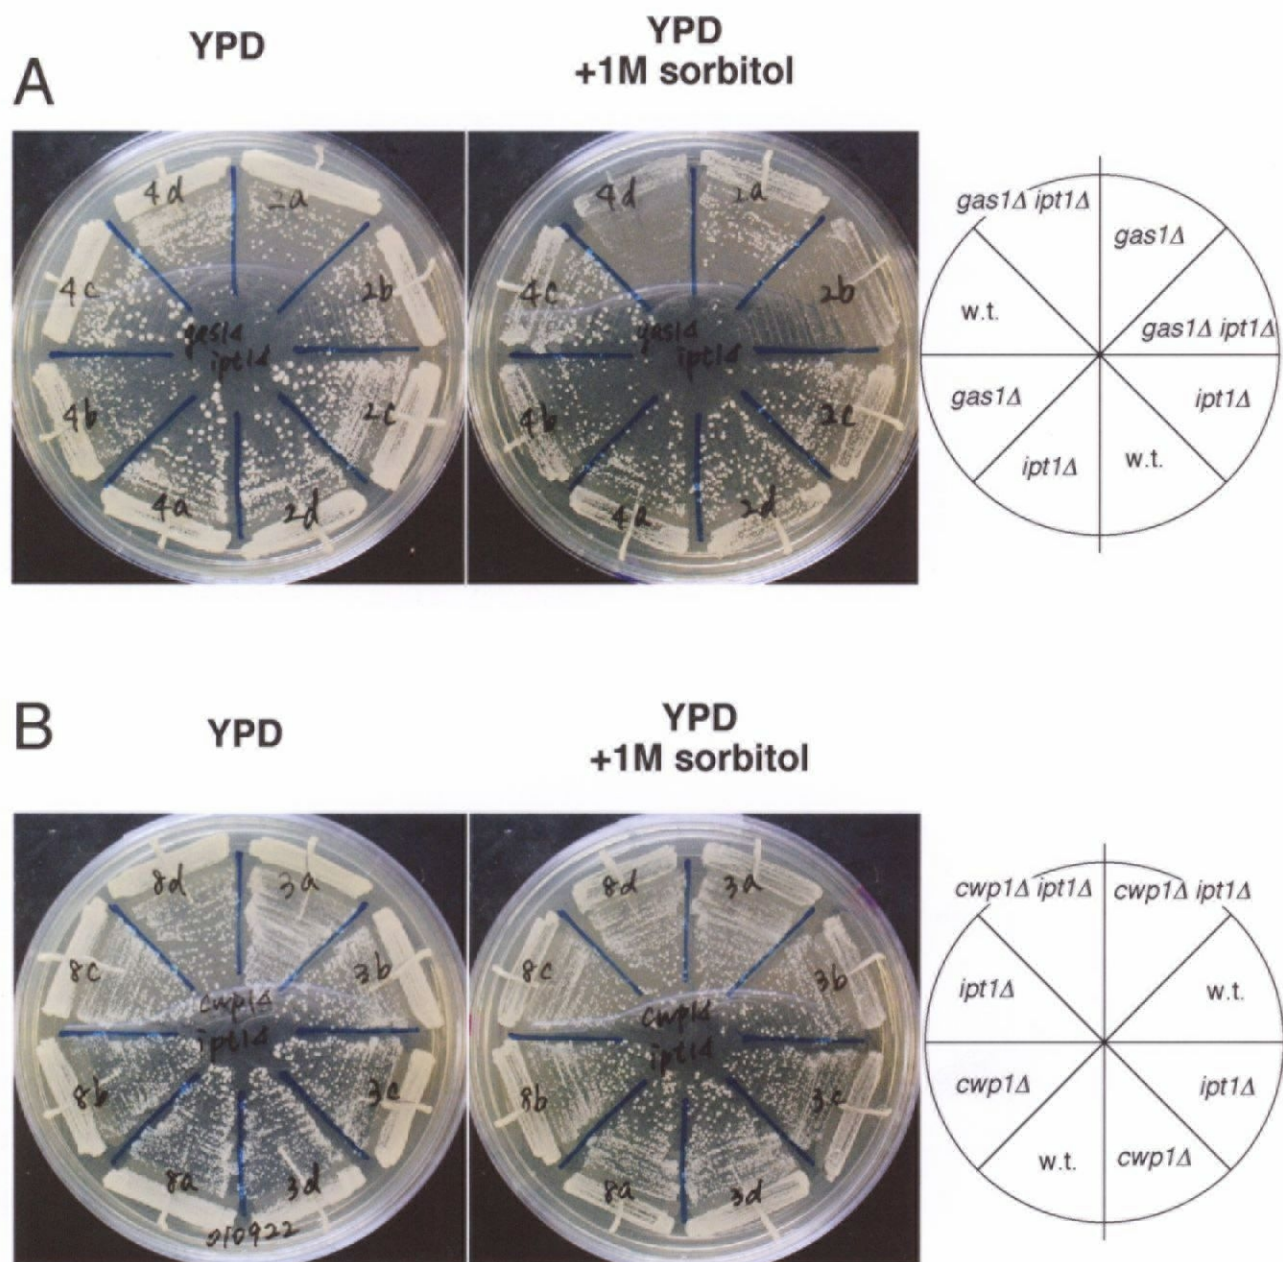 A
YPD
YPD
+1M sorbitol
4d
2a
4c
2b
gas1Δ
ipt1Δ
4b
2c
4a
2d
4d
2a
4c
2b
gas1Δ
ipt1Δ
4b
2c
4a
2d
gas1Δ ipt1Δ
gas1Δ
w.t.
gas1Δ ipt1Δ
gas1Δ
ipt1Δ
ipt1Δ
w.t.
B
YPD
YPD
+1M sorbitol
8d
3a
8c
3b
cwp1Δ
ipt1Δ
8b
3c
8a
3d
010922
8d
3a
8c
3b
cwp1Δ
ipt1Δ
8b
3c
8a
3d
cwp1Δ ipt1Δ
cwp1Δ ipt1Δ
ipt1Δ
w.t.
cwp1Δ
ipt1Δ
w.t.
cwp1Δ